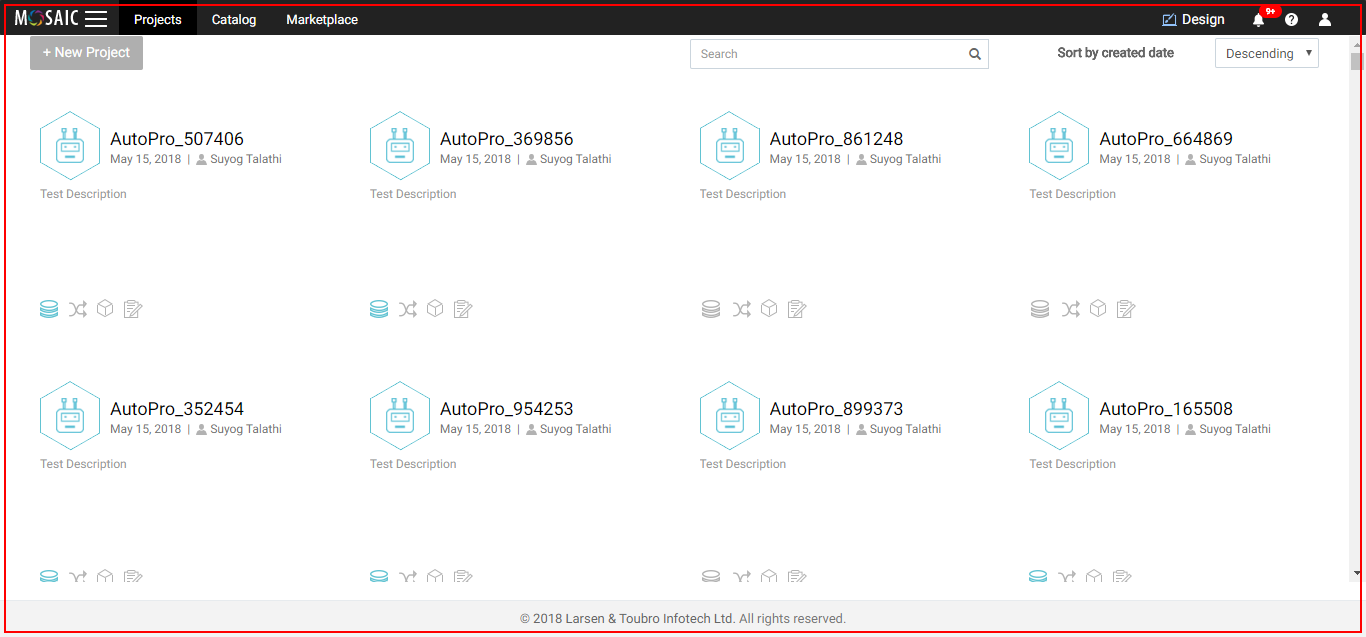 MOSAIC Projects Catalog Marketplace Design 9+
+ New Project Search Sort by created date Descending
AutoPro_507406 AutoPro_369856 AutoPro_861248 AutoPro_664869
May 15, 2018 | Suyog Talathi May 15, 2018 | Suyog Talathi May 15, 2018 | Suyog Talathi May 15, 2018 | Suyog Talathi
Test Description Test Description Test Description Test Description
AutoPro_352454 AutoPro_954253 AutoPro_899373 AutoPro_165508
May 15, 2018 | Suyog Talathi May 15, 2018 | Suyog Talathi May 15, 2018 | Suyog Talathi May 15, 2018 | Suyog Talathi
Test Description Test Description Test Description Test Description
© 2018 Larsen & Toubro Infotech Ltd. All rights reserved.